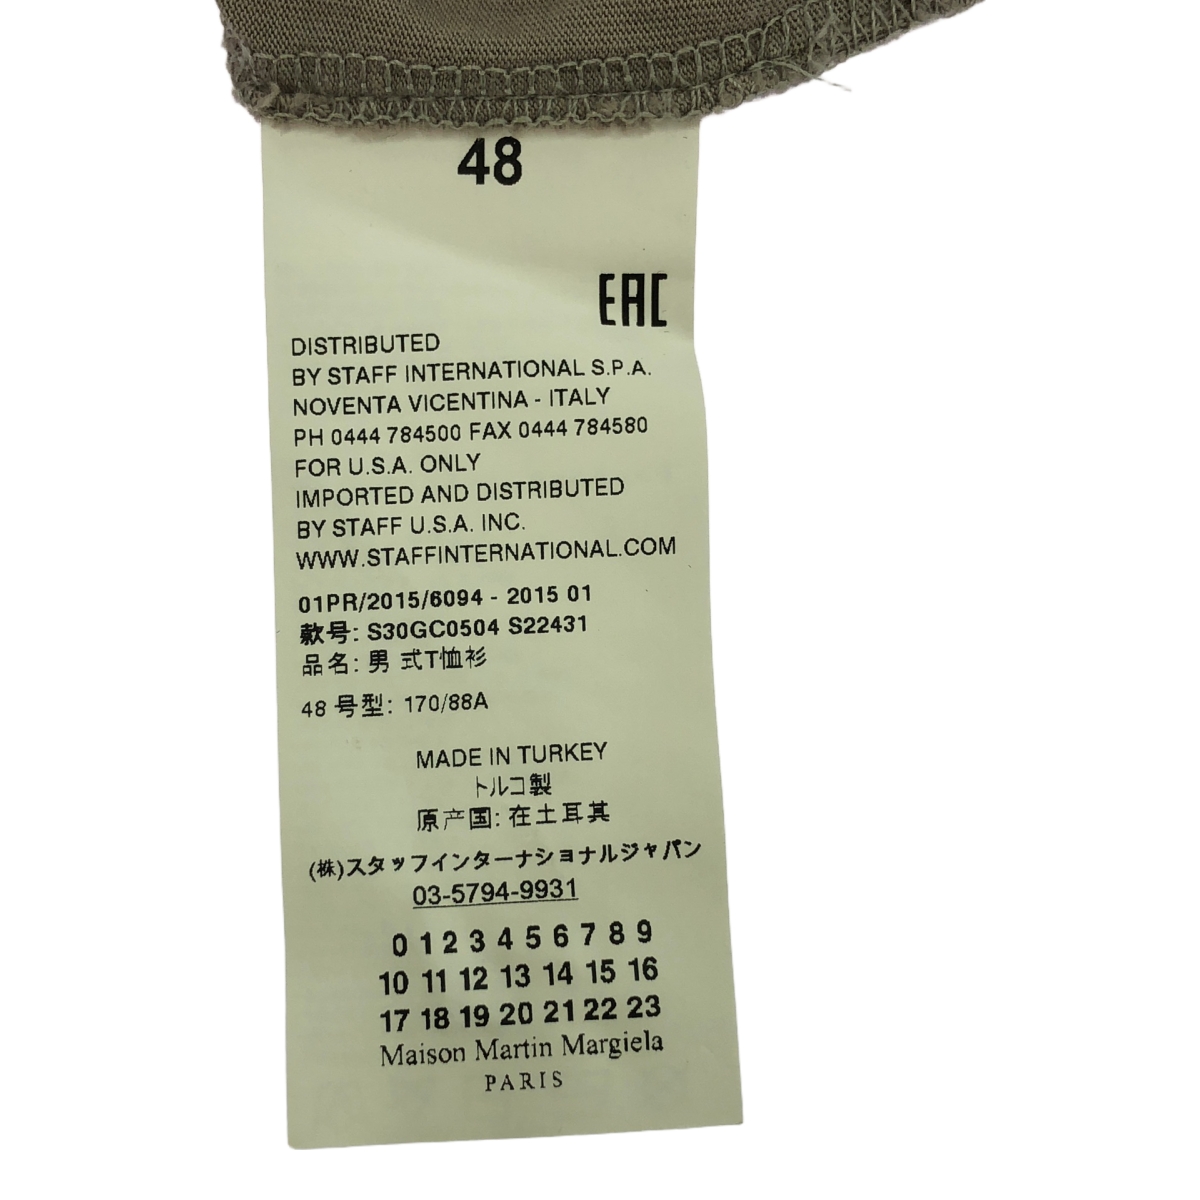 48
EAC
DISTRIBUTED
BY STAFF INTERNATIONAL S.P.A.
NOVENTA VICENTINA - ITALY
PH 0444 784500 FAX 0444 784580
FOR U.S.A. ONLY
IMPORTED AND DISTRIBUTED
BY STAFF U.S.A. INC.
WWW.STAFFINTERNATIONAL.COM
01PR/2015/6094 - 2015 01
款号: S30GC0504 S22431
品名: 男 式T恤衫
48 号型: 170/88A
MADE IN TURKEY
トルコ製
原产国: 在土耳其
(株)スタッフインターナショナルジャパン
03-5794-9931
0 1 2 3 4 5 6 7 8 9
10 11 12 13 14 15 16
17 18 19 20 21 22 23
Maison Martin Margiela
PARIS